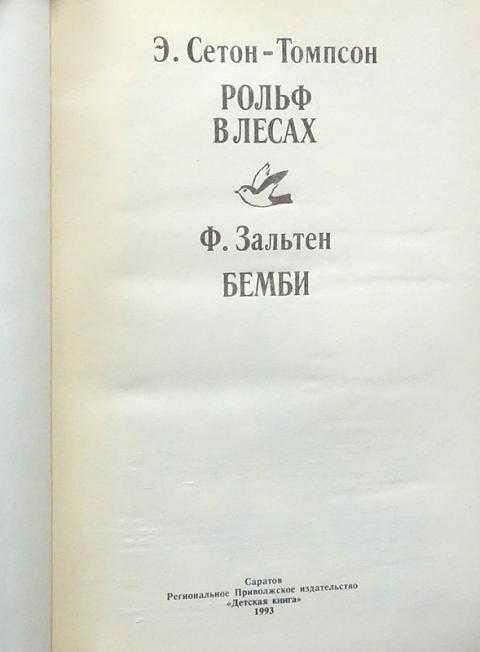 Э. Сетон-Томпсон
РОЛЬФ
В ЛЕСАХ
Ф. Зальтен
БЕМБИ
Саратов
Региональное Приволжское издательство
«Детская книга»
1993